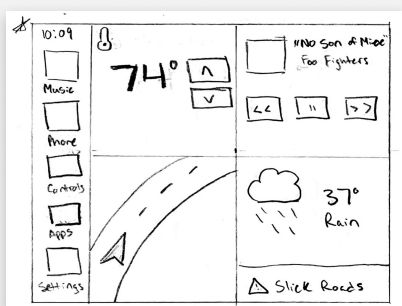 10:09
Music
Phone
Controls
Apps
Settings
74°
"No Son of Mine"
Foo Fighters
<<
"
>>
37°
Rain
Slick Roads